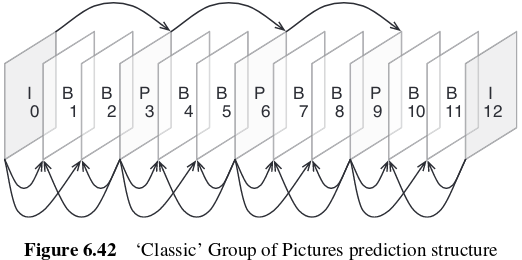 I B B P B B P B B P B B I
0 1 2 3 4 5 6 7 8 9 10 11 12
Figure 6.42 ‘Classic’ Group of Pictures prediction structure